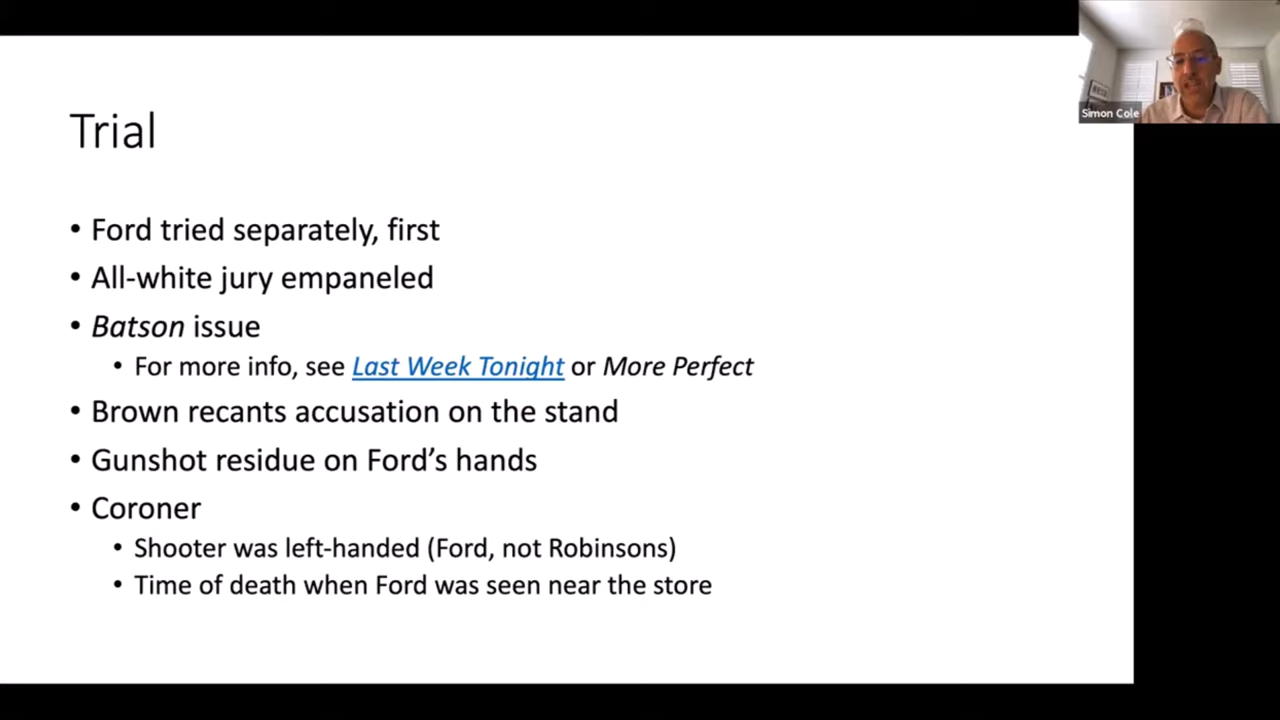 Trial
• Ford tried separately, first
• All-white jury empaneled
• Batson issue
• For more info, see Last Week Tonight or More Perfect
• Brown recants accusation on the stand
• Gunshot residue on Ford’s hands
• Coroner
• Shooter was left-handed (Ford, not Robinsons)
• Time of death when Ford was seen near the store
Simon Cole